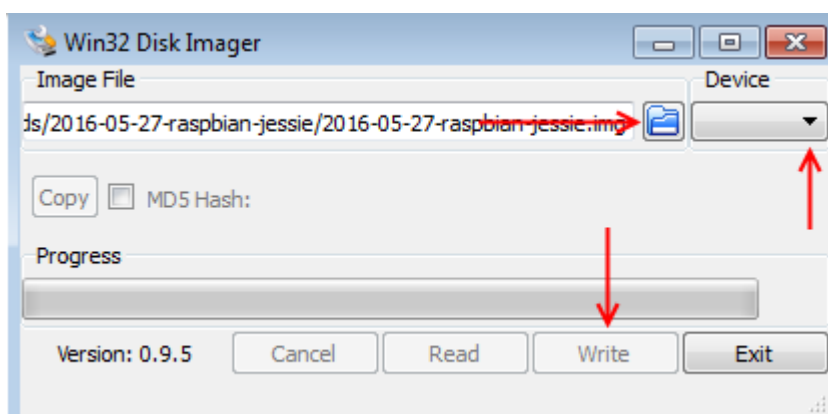 Win32 Disk Imager
Image File
Device
ds/2016-05-27-raspbian-jessie/2016-05-27-raspbian-jessie.img
Copy
MD5 Hash:
Progress
Version: 0.9.5
Cancel
Read
Write
Exit